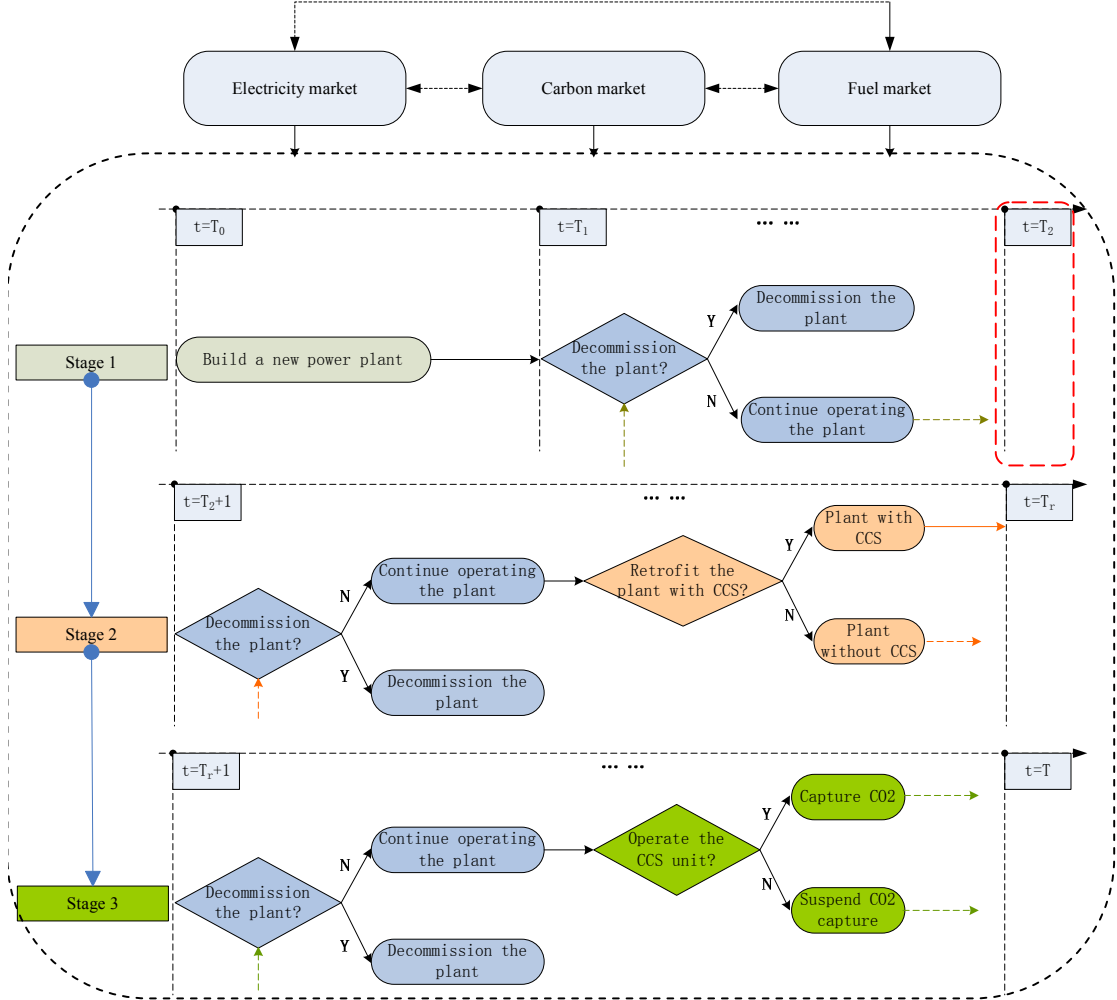 Electricity market
Carbon market
Fuel market
t=T₀
t=T₁
... ...
t=T₂
Stage 1
Build a new power plant
Decommission
the plant?
Y
N
Decommission the
plant
Continue operating
the plant
t=T₂+1
... ...
t=Tᵣ
Stage 2
Decommission
the plant?
N
Y
Continue operating
the plant
Decommission the
plant
Retrofit the
plant with CCS?
Y
N
Plant with
CCS
Plant
without CCS
t=Tᵣ+1
... ...
t=T
Stage 3
Decommission
the plant?
N
Y
Continue operating
the plant
Decommission the
plant
Operate the
CCS unit?
Y
N
Capture CO2
Suspend CO2
capture